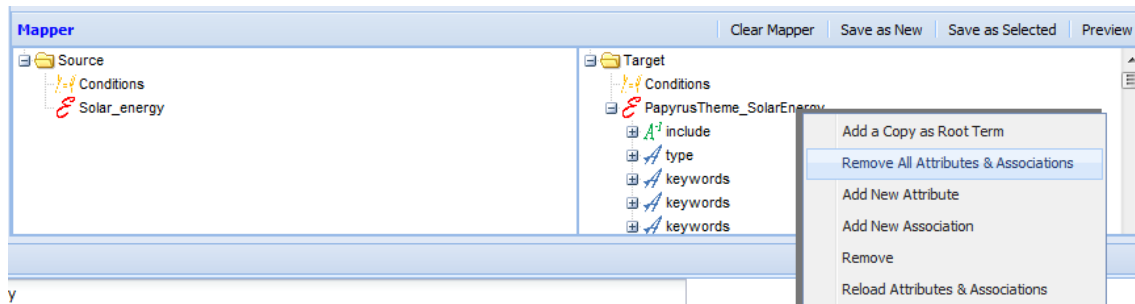 Mapper Clear Mapper Save as New Save as Selected Preview
Source
Conditions
Solar_energy
Target
Conditions
PapyrusTheme_SolarEnergy
include
type
keywords
keywords
keywords
Add a Copy as Root Term
Remove All Attributes & Associations
Add New Attribute
Add New Association
Remove
Reload Attributes & Associations
y